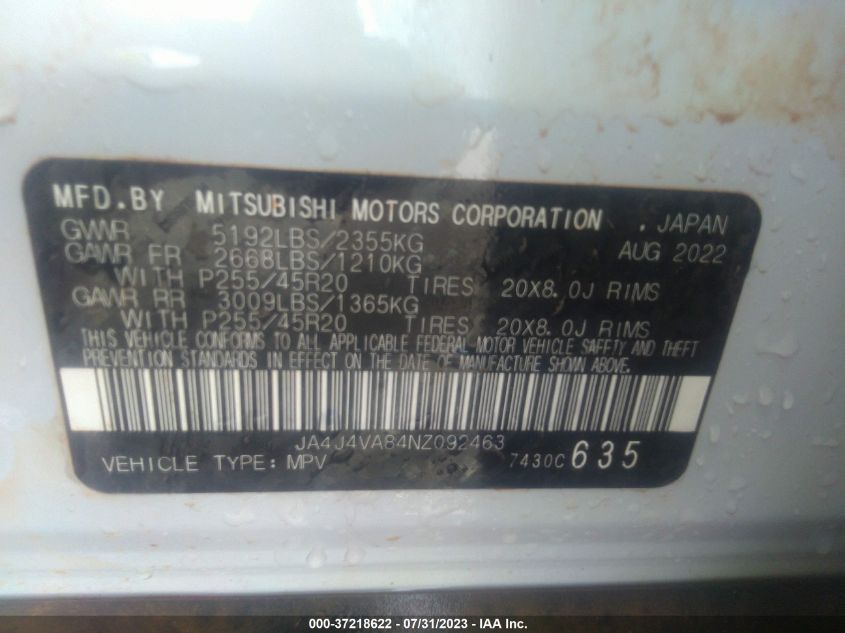 MFD.BY MITSUBISHI MOTORS CORPORATION . JAPAN
GVWR 5192LBS/2355KG AUG 2022
GAWR FR 2668LBS/1210KG
WITH P255/45R20 TIRES 20X8.0J RIMS
GAWR RR 3009LBS/1365KG
WITH P255/45R20 TIRES 20X8.0J RIMS
THIS VEHICLE CONFORMS TO ALL APPLICABLE FEDERAL MOTOR VEHICLE SAFETY AND THEFT
PREVENTION STANDARDS IN EFFECT ON THE DATE OF MANUFACTURE SHOWN ABOVE.
JA4J4VA84NZ092463
VEHICLE TYPE: MPV 7430C 635
000-37218622 - 07/31/2023 - IAA Inc.